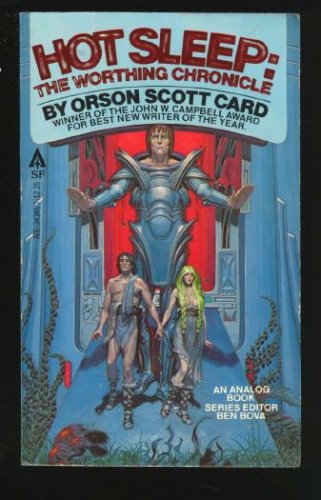 HOT SLEEP:
THE WORTHING CHRONICLE
BY ORSON SCOTT CARD
WINNER OF THE JOHN W. CAMPBELL AWARD
FOR BEST NEW WRITER OF THE YEAR.
SF
AN ANALOG
BOOK
SERIES EDITOR
BEN BOVA